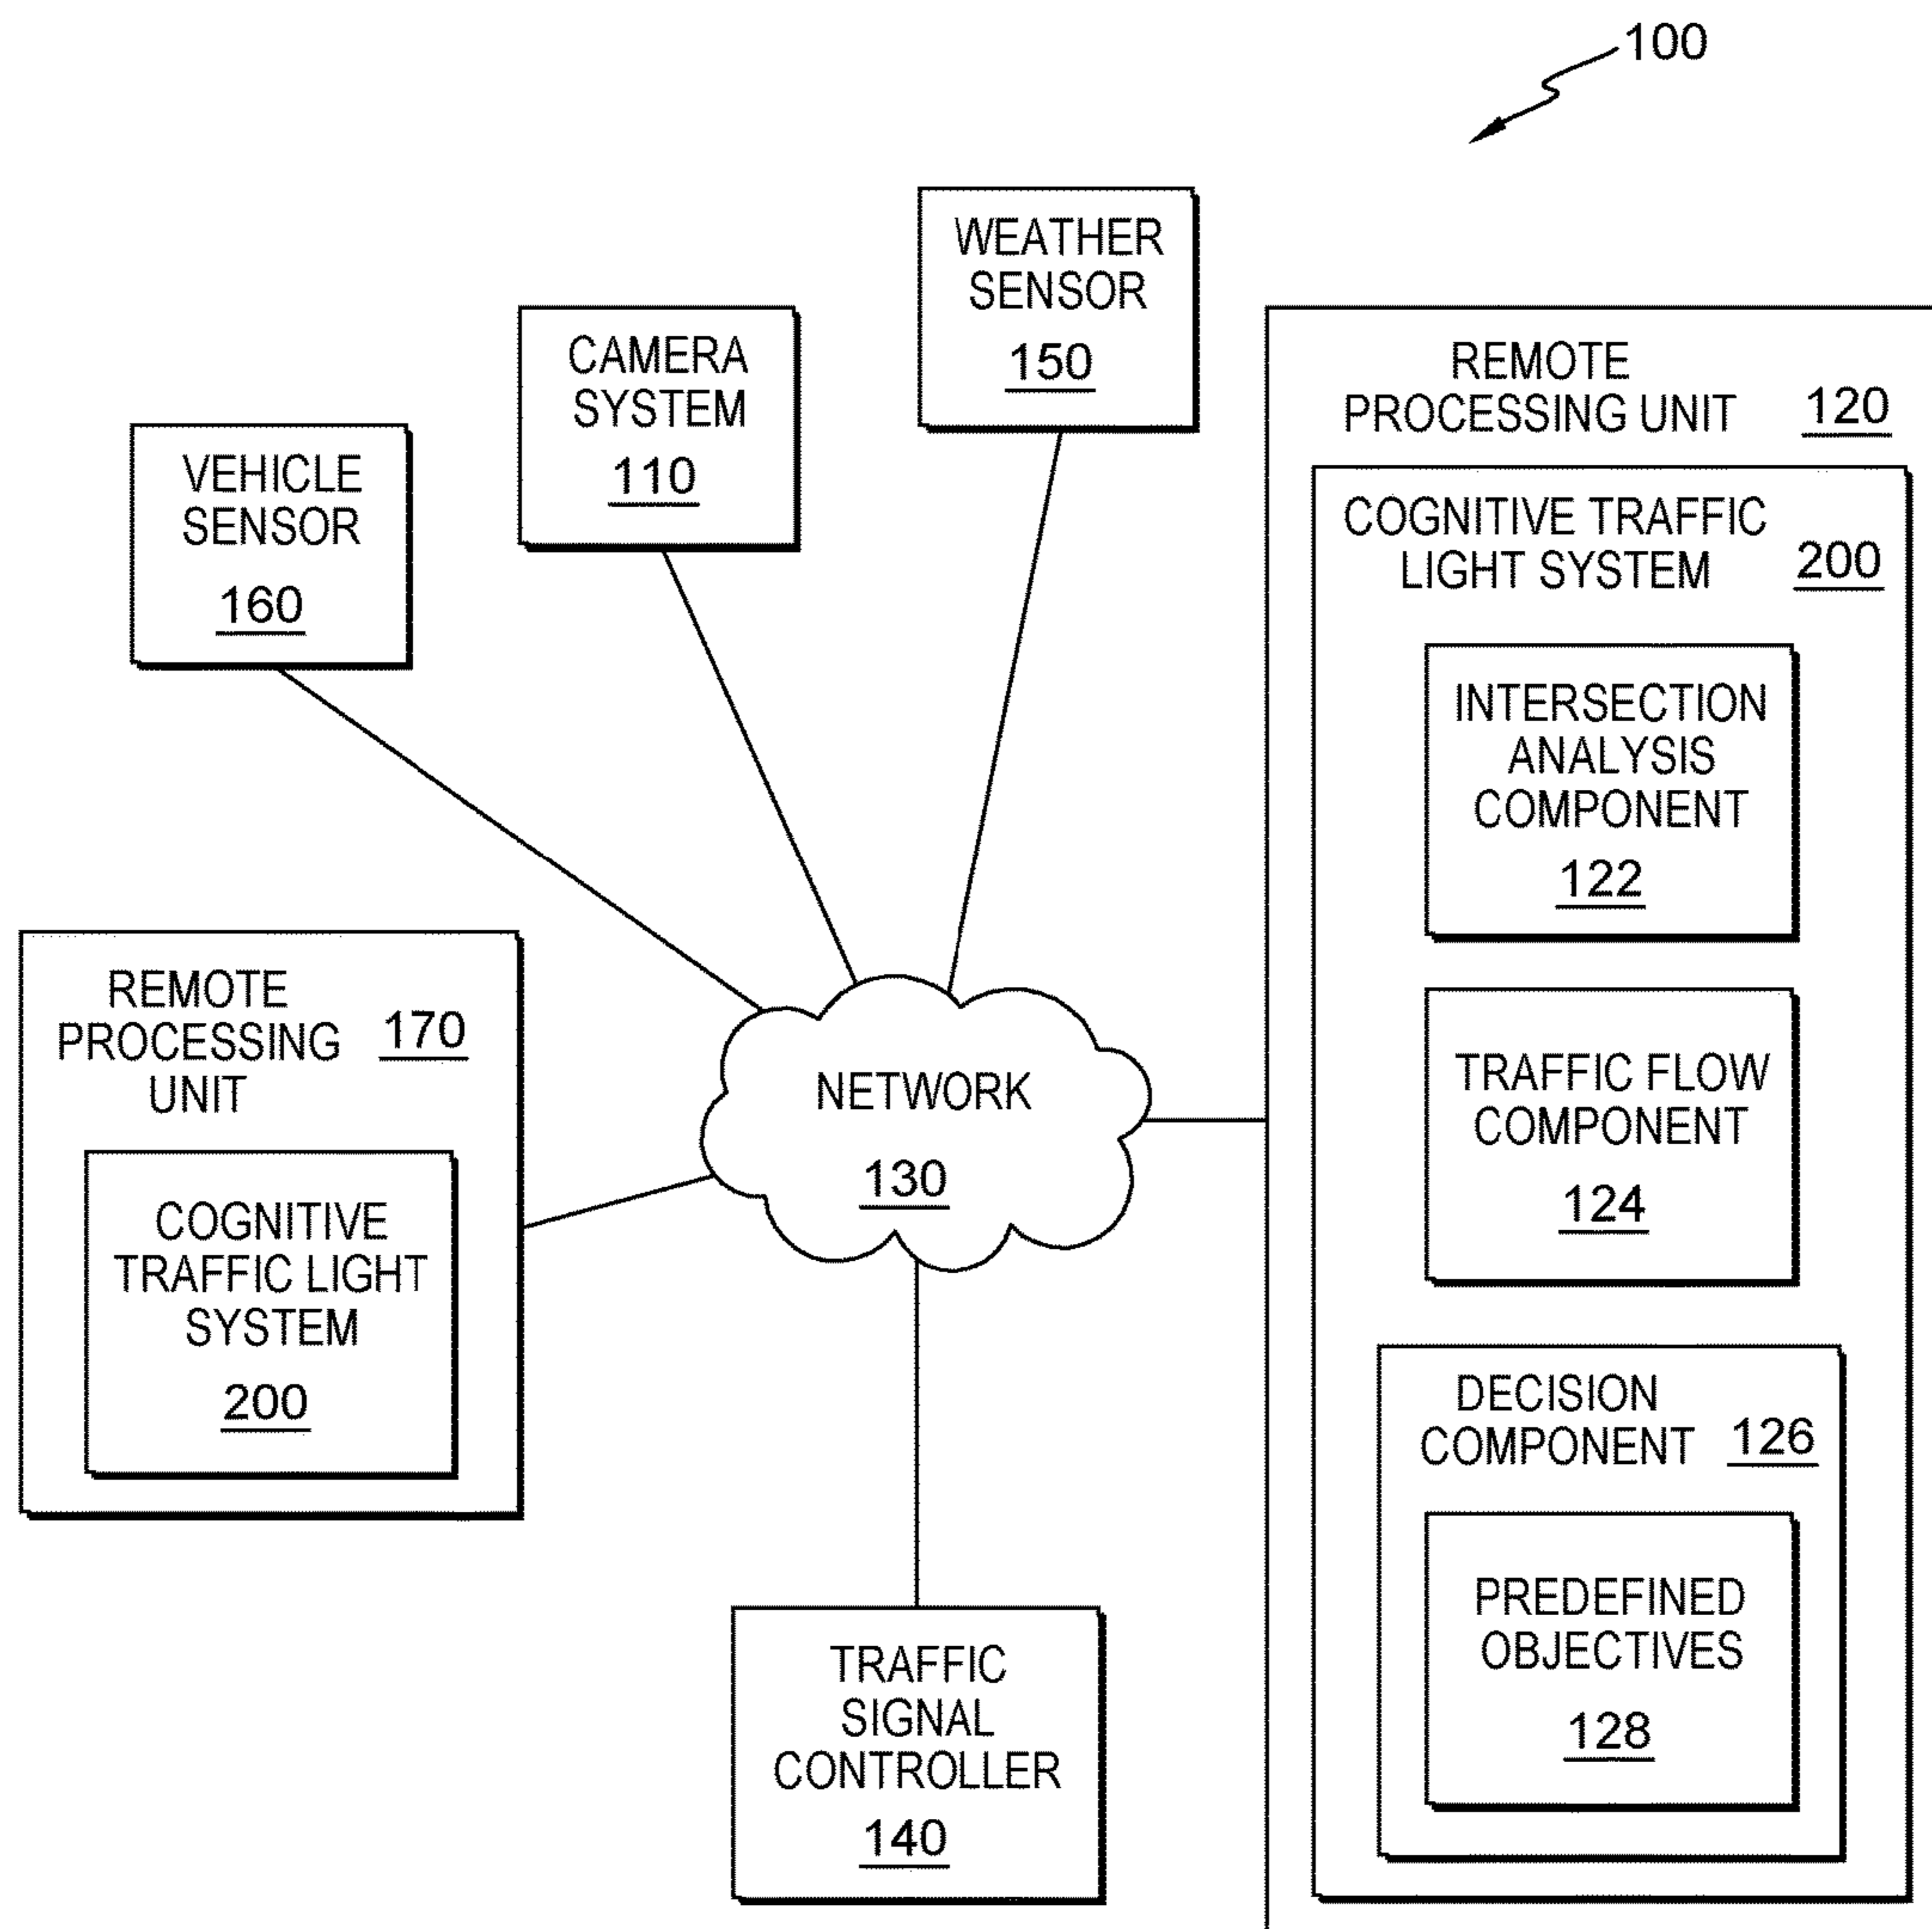 100
WEATHER
SENSOR
150
CAMERA
SYSTEM
110
VEHICLE
SENSOR
160
REMOTE
PROCESSING UNIT 120
COGNITIVE TRAFFIC
LIGHT SYSTEM 200
INTERSECTION
ANALYSIS
COMPONENT
122
TRAFFIC FLOW
COMPONENT
124
DECISION
COMPONENT 126
PREDEFINED
OBJECTIVES
128
REMOTE
PROCESSING 170
UNIT
COGNITIVE
TRAFFIC LIGHT
SYSTEM
200
NETWORK
130
TRAFFIC
SIGNAL
CONTROLLER
140